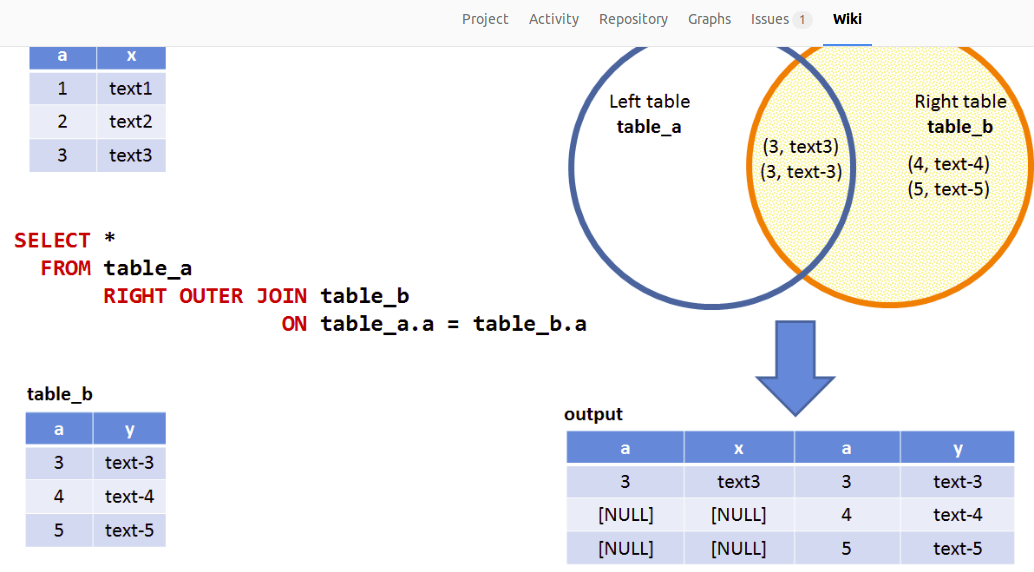 Project Activity Repository Graphs Issues 1 Wiki
a x
1 text1
2 text2
3 text3
Left table
table_a
(3, text3)
(3, text-3)
Right table
table_b
(4, text-4)
(5, text-5)
SELECT *
FROM table_a
RIGHT OUTER JOIN table_b
ON table_a.a = table_b.a
table_b
a y
3 text-3
4 text-4
5 text-5
output
a x a y
3 text3 3 text-3
[NULL] [NULL] 4 text-4
[NULL] [NULL] 5 text-5